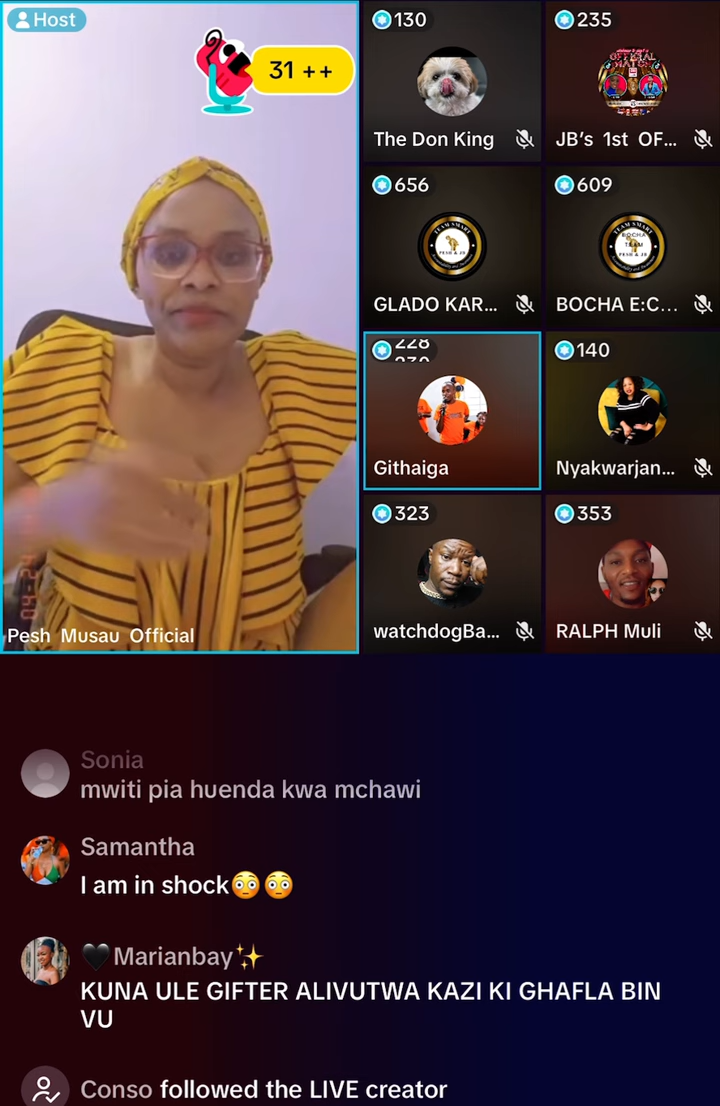 Host
31 ++
Pesh Musau Official
130
The Don King
235
JB's 1st OF...
656
GLADO KAR...
609
BOCHA E:C...
Githaiga
140
Nyakwarjan...
323
watchdogBa...
353
RALPH Muli
Sonia
mwiti pia huenda kwa mchawi
Samantha
I am in shock😳😳
🖤Marianbay✨
KUNA ULE GIFTER ALIVUTWA KAZI KI GHAFLA BIN
VU
Conso followed the LIVE creator